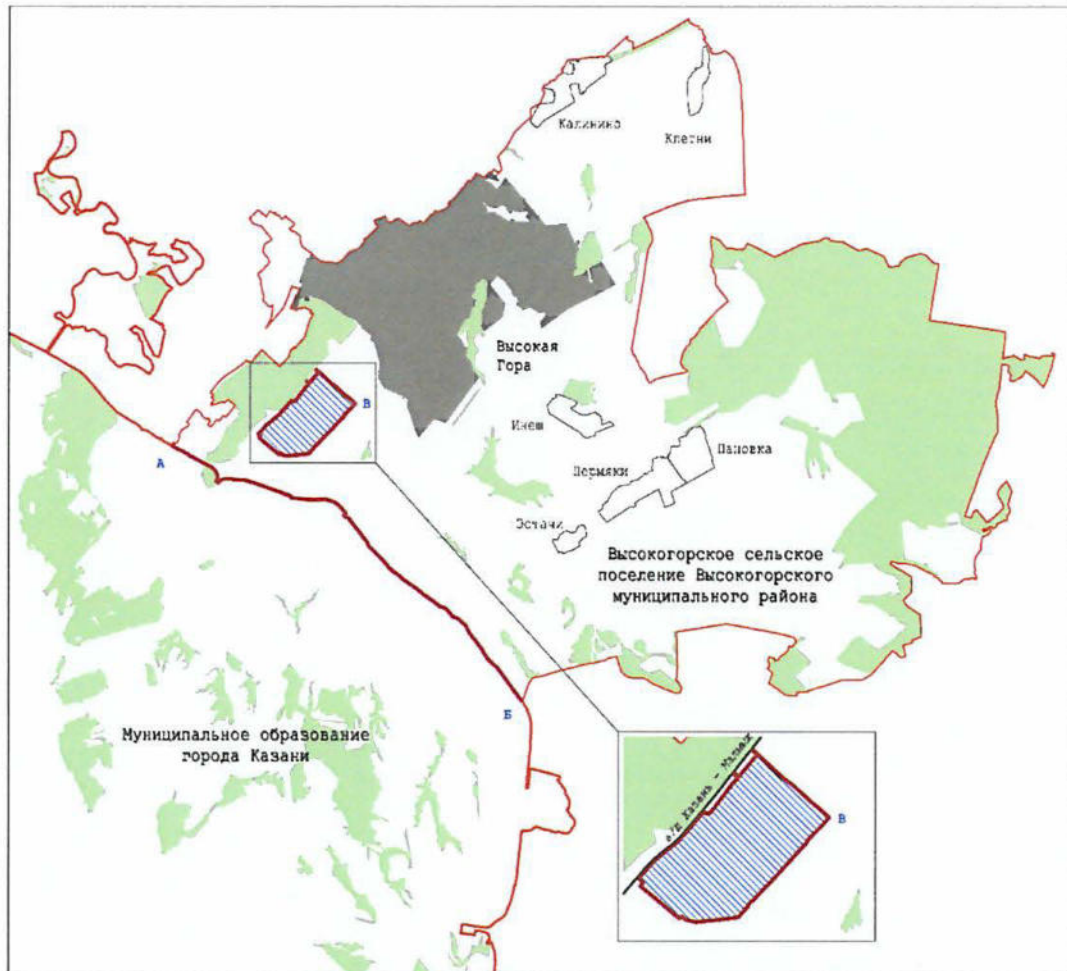 Калинино
Клетни
Высокая
Гора
В
Инеш
Пановка
Пермяки
А
Эстачи
Высокогорское сельское
поселение Высокогорского
муниципального района
Б
Муниципальное образование
города Казани
а/д Казань - Малмыж
В